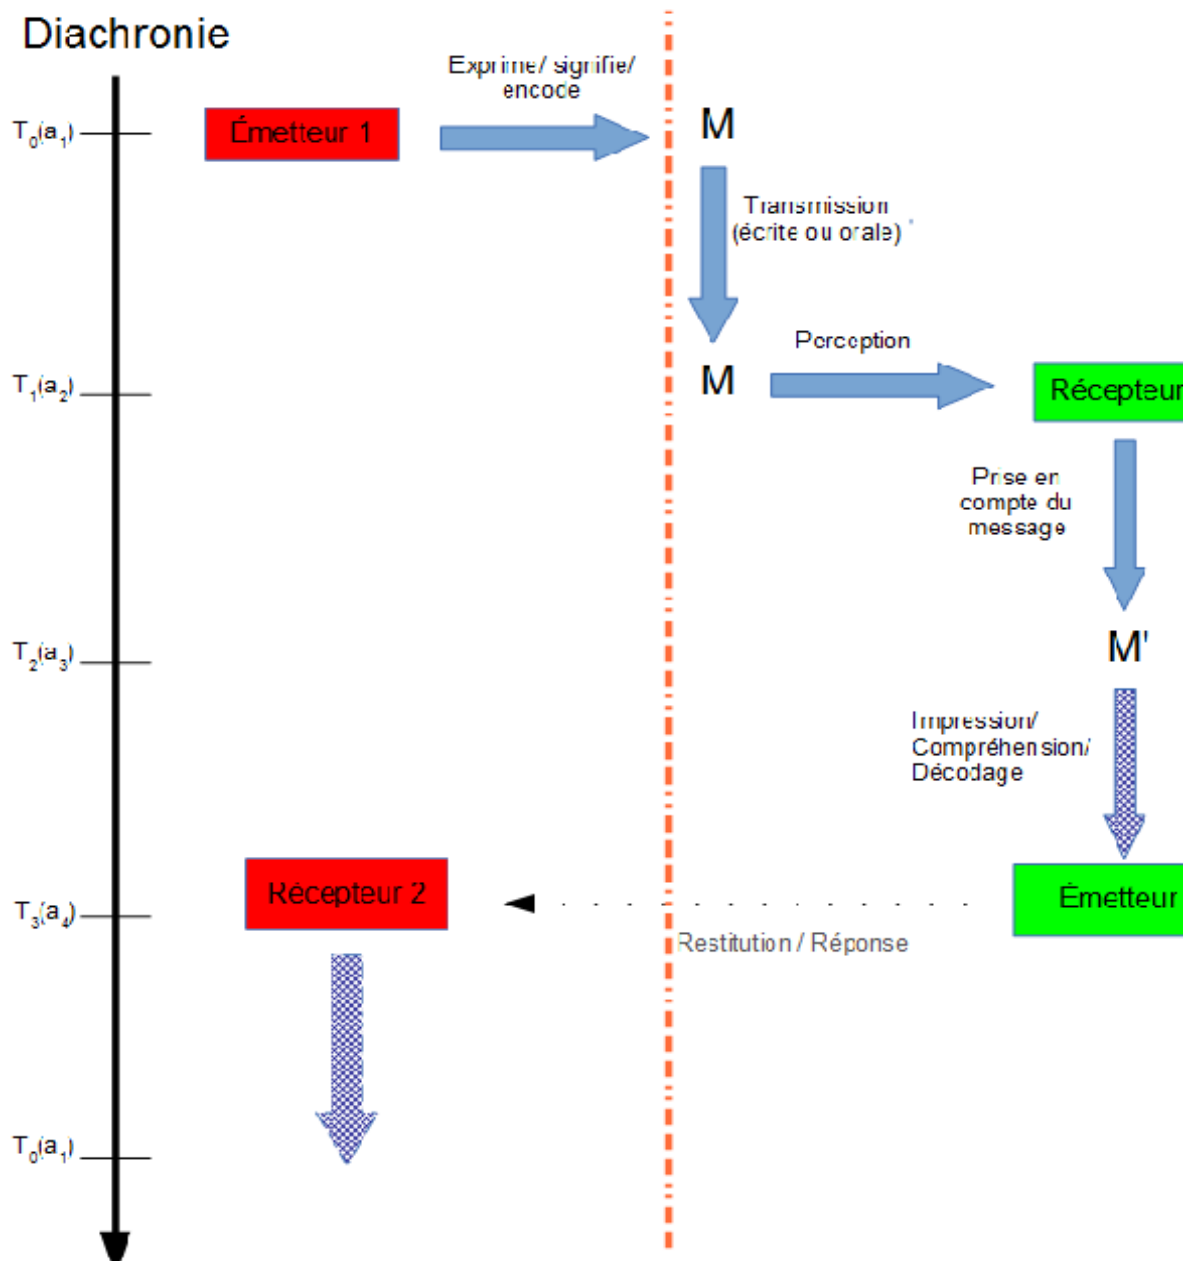 Diachronie
Exprime/ signifie/
encode
T0(a1)
Émetteur 1
M
Transmission
(écrite ou orale)
Perception
T1(a2)
M
Récepteur
Prise en
compte du
message
T2(a3)
M'
Impression/
Compréhension/
Décodage
Récepteur 2
Émetteur
T3(a4)
Restitution / Réponse
T0(a1)